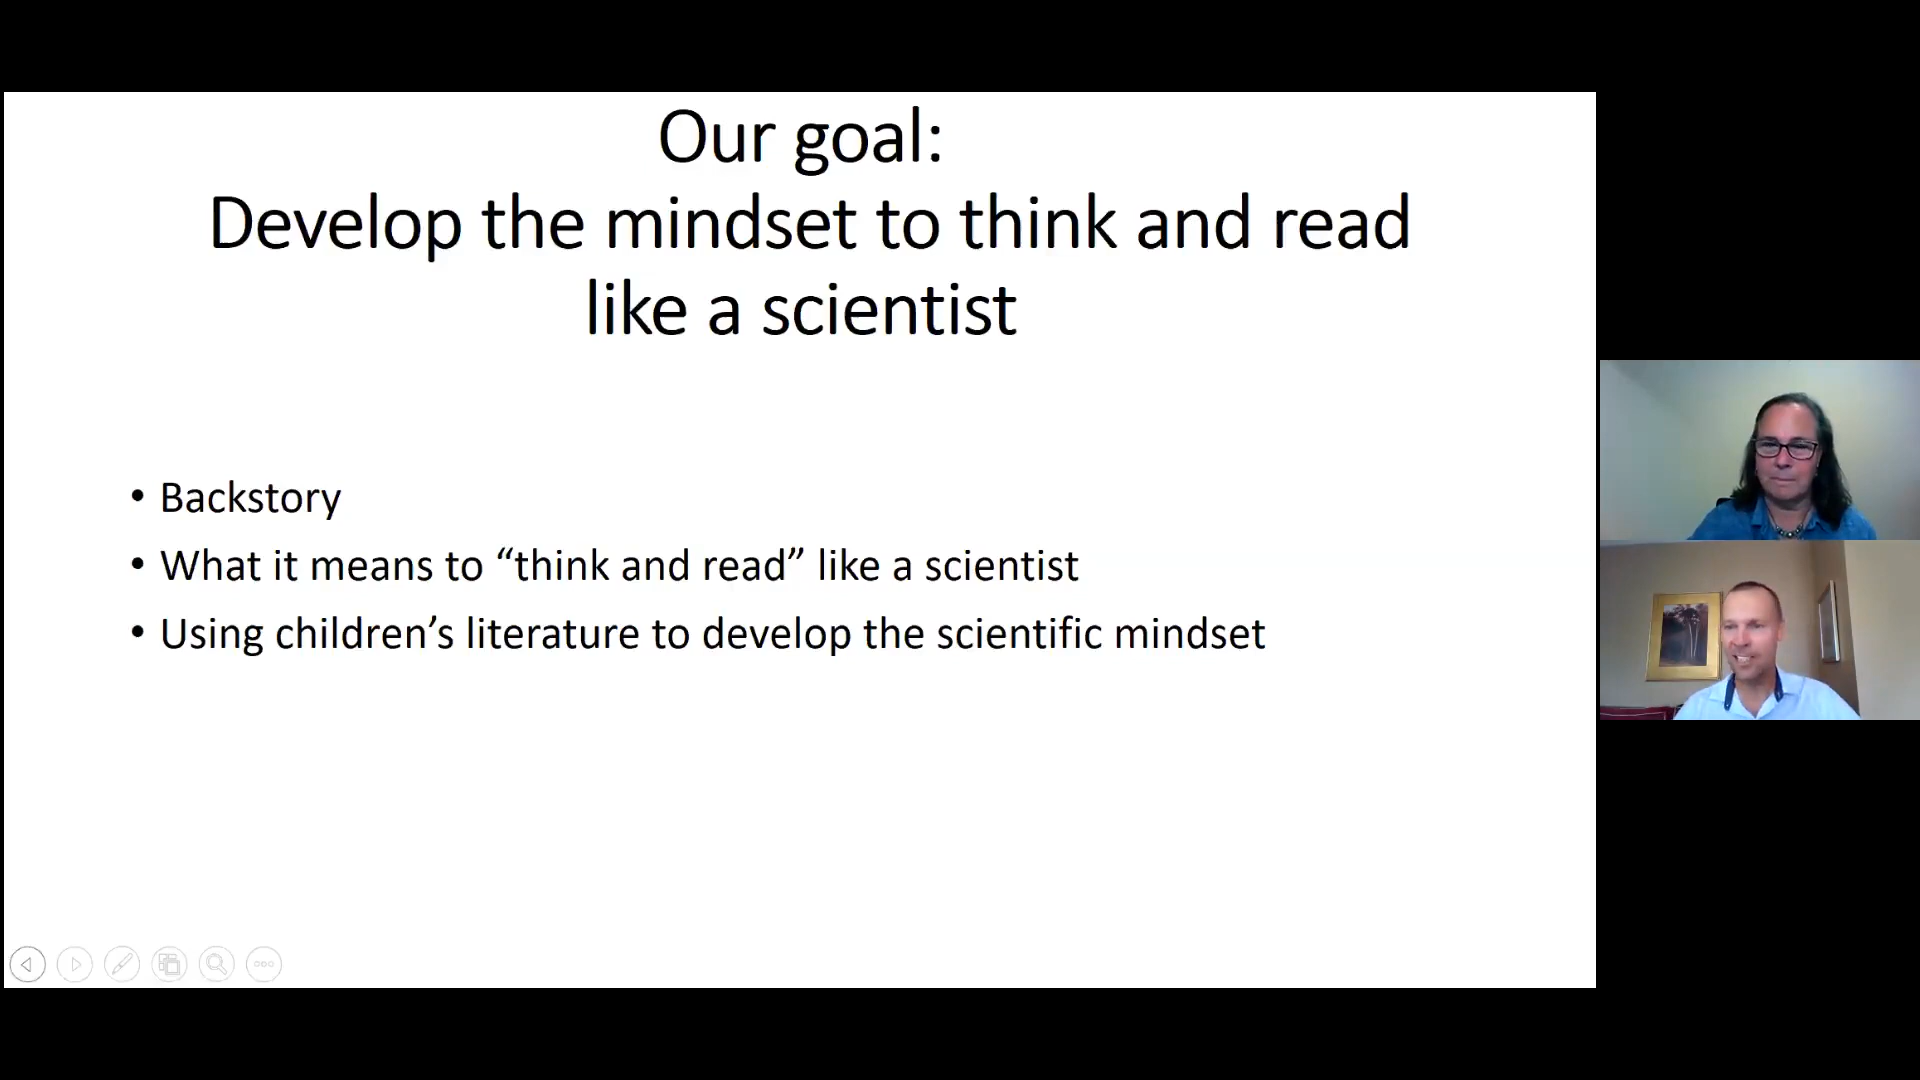 Our goal:
Develop the mindset to think and read
like a scientist
• Backstory
• What it means to “think and read” like a scientist
• Using children’s literature to develop the scientific mindset